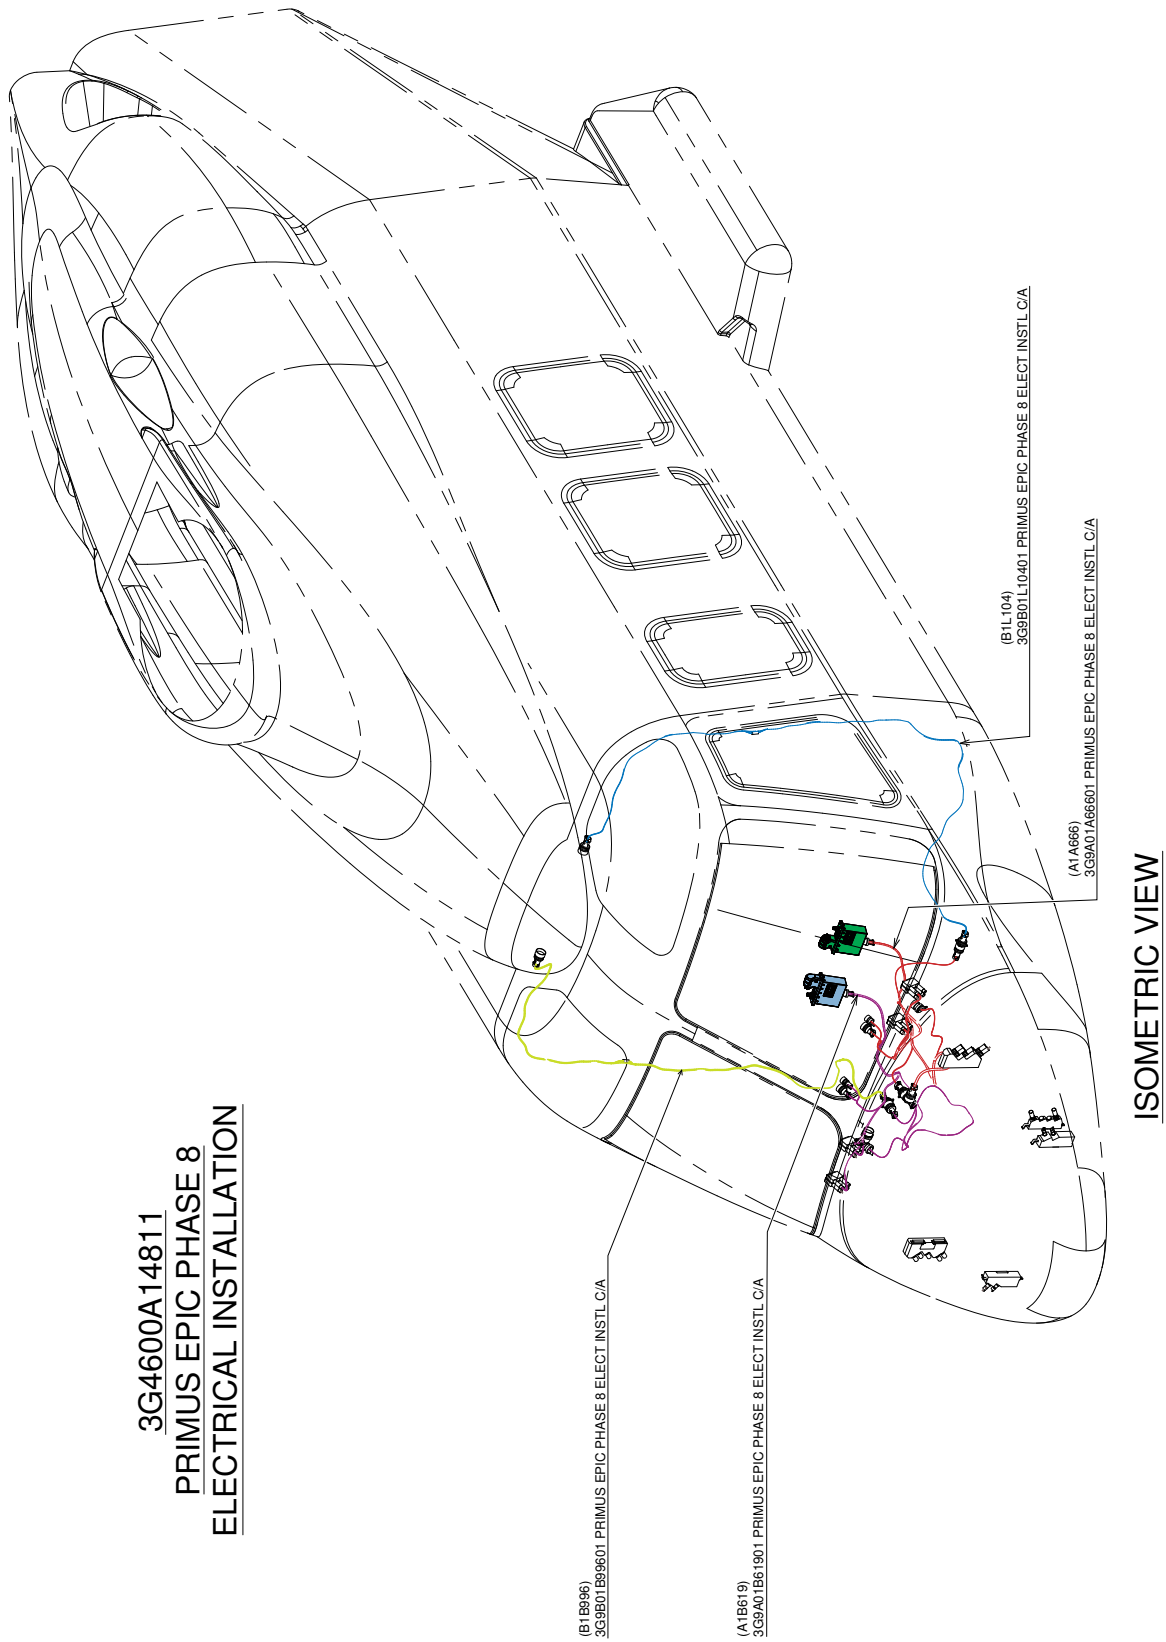 3G4600A14811
PRIMUS EPIC PHASE 8
ELECTRICAL INSTALLATION
(B1B996)
3G9B01B99601 PRIMUS EPIC PHASE 8 ELECT INSTL C/A
(A1B619)
3G9A01B61901 PRIMUS EPIC PHASE 8 ELECT INSTL C/A
(B1L104)
3G9B01L10401 PRIMUS EPIC PHASE 8 ELECT INSTL C/A
(A1A666)
3G9A01A66601 PRIMUS EPIC PHASE 8 ELECT INSTL C/A
ISOMETRIC VIEW